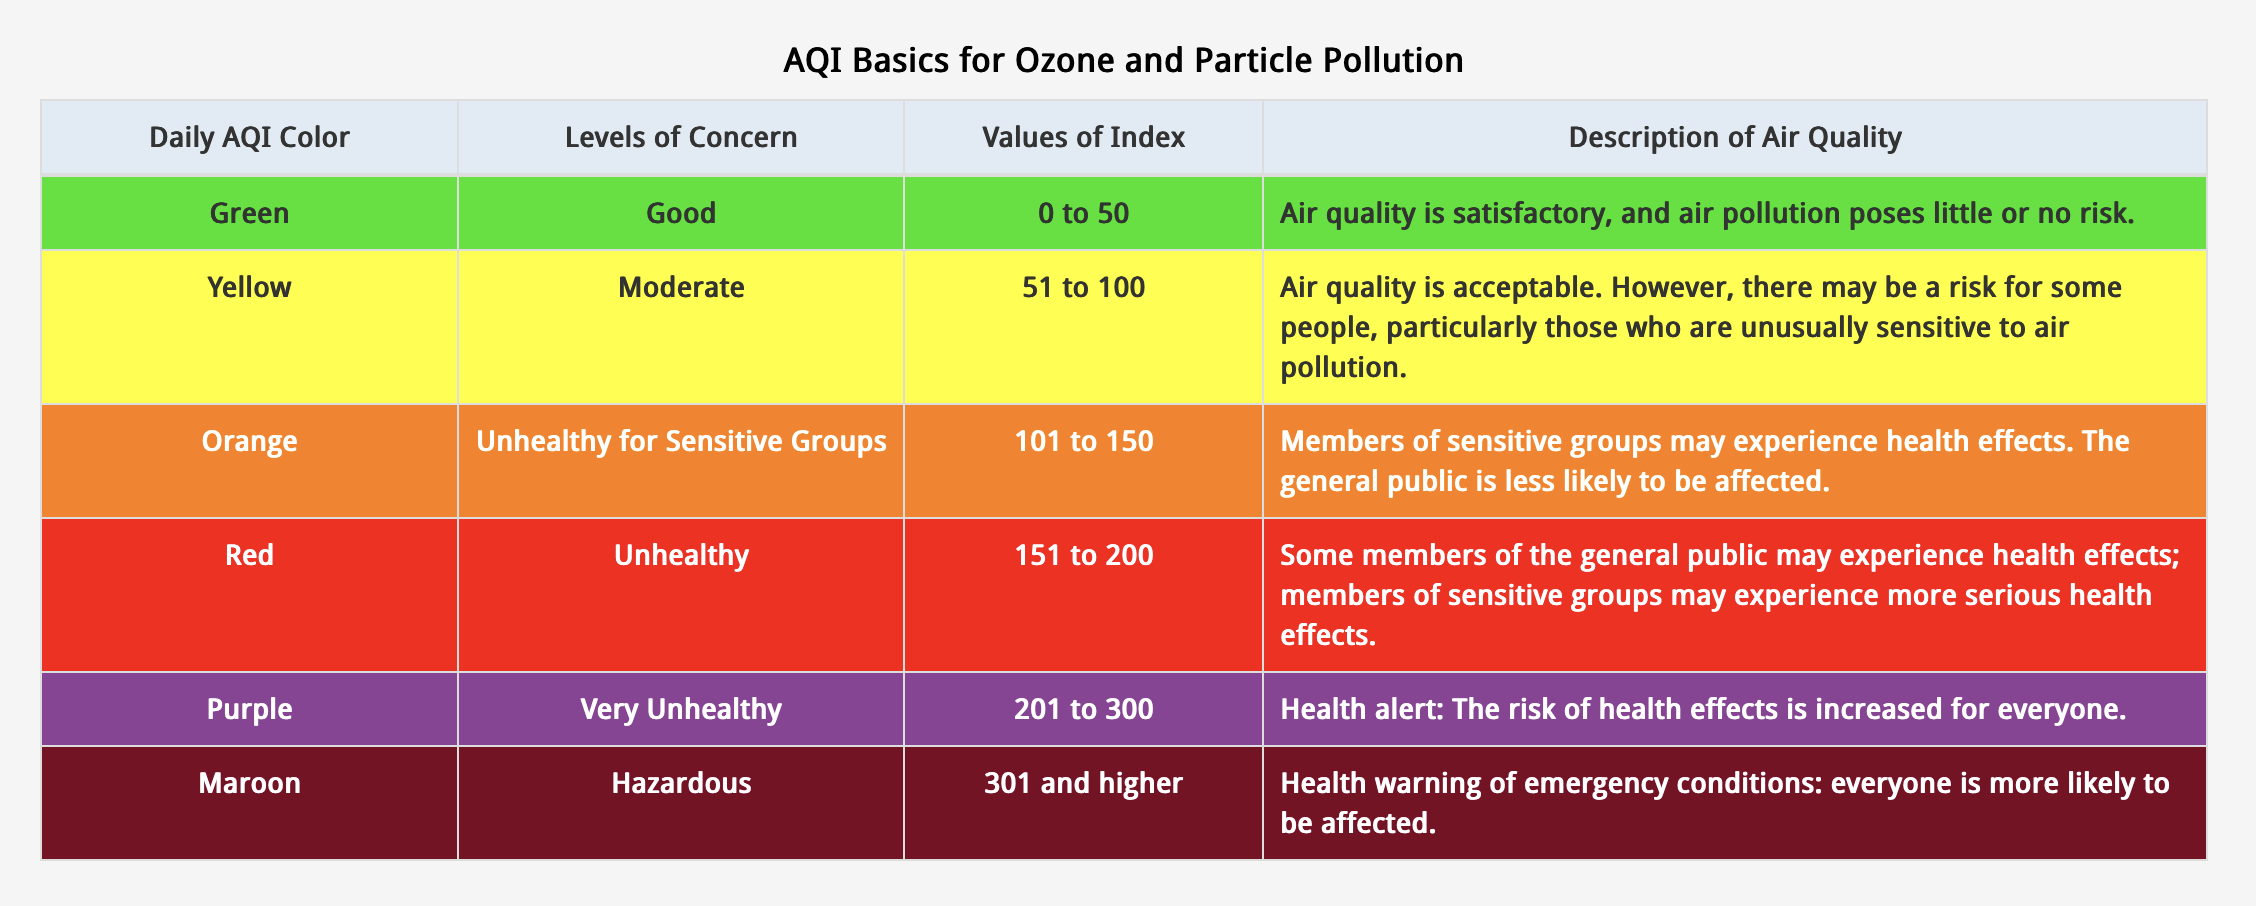 AQI Basics for Ozone and Particle Pollution
Daily AQI Color Levels of Concern Values of Index Description of Air Quality
Green Good 0 to 50 Air quality is satisfactory, and air pollution poses little or no risk.
Yellow Moderate 51 to 100 Air quality is acceptable. However, there may be a risk for some
people, particularly those who are unusually sensitive to air
pollution.
Orange Unhealthy for Sensitive Groups 101 to 150 Members of sensitive groups may experience health effects. The
general public is less likely to be affected.
Red Unhealthy 151 to 200 Some members of the general public may experience health effects;
members of sensitive groups may experience more serious health
effects.
Purple Very Unhealthy 201 to 300 Health alert: The risk of health effects is increased for everyone.
Maroon Hazardous 301 and higher Health warning of emergency conditions: everyone is more likely to
be affected.